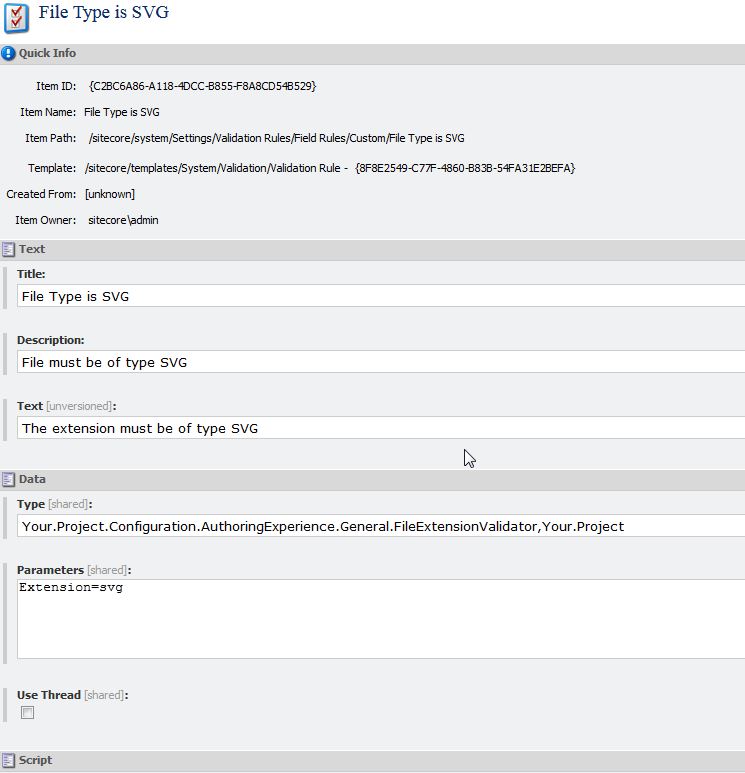 File Type is SVG
Quick Info
Item ID: {C2BC6A86-A118-4DCC-B855-F8A8CD54B529}
Item Name: File Type is SVG
Item Path: /sitecore/system/Settings/Validation Rules/Field Rules/Custom/File Type is SVG
Template: /sitecore/templates/System/Validation/Validation Rule - {8F8E2549-C77F-4860-B83B-54FA31E2BEFA}
Created From: [unknown]
Item Owner: sitecore\admin
Text
Title:
File Type is SVG
Description:
File must be of type SVG
Text [unversioned]:
The extension must be of type SVG
Data
Type [shared]:
Your.Project.Configuration.AuthoringExperience.General.FileExtensionValidator,Your.Project
Parameters [shared]:
Extension=svg
Use Thread [shared]:
Script